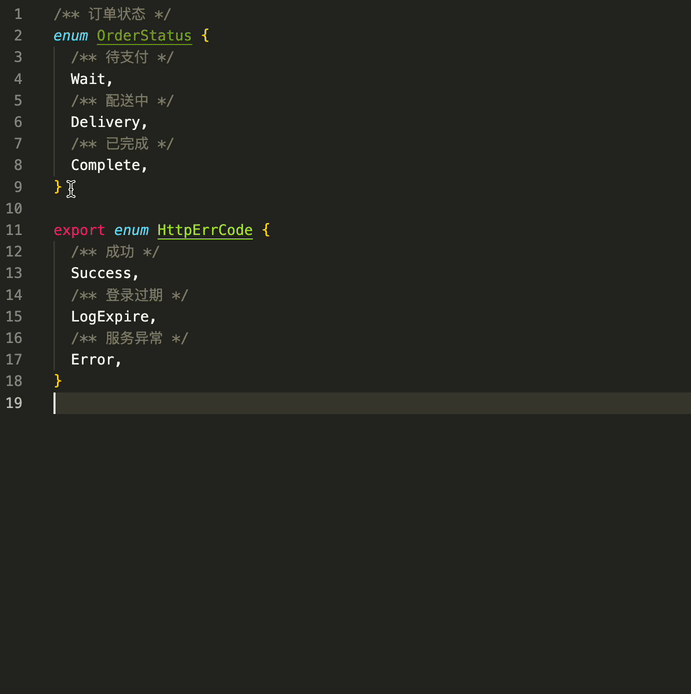 1 /** 订单状态 */
2 enum OrderStatus {
3 /** 待支付 */
4 Wait,
5 /** 配送中 */
6 Delivery,
7 /** 已完成 */
8 Complete,
9 }
10
11 export enum HttpErrCode {
12 /** 成功 */
13 Success,
14 /** 登录过期 */
15 LogExpire,
16 /** 服务异常 */
17 Error,
18 }
19